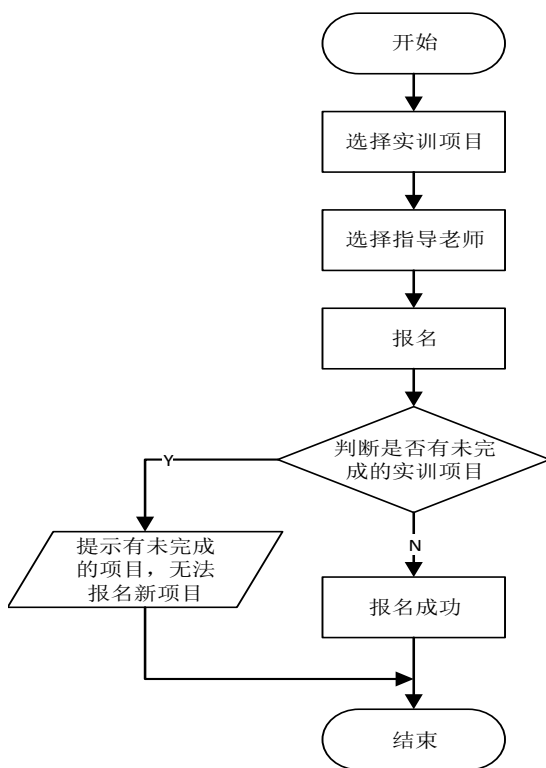 开始
选择实训项目
选择指导老师
报名
判断是否有未完
成的实训项目
Y
N
提示有未完成
的项目，无法
报名新项目
报名成功
结束